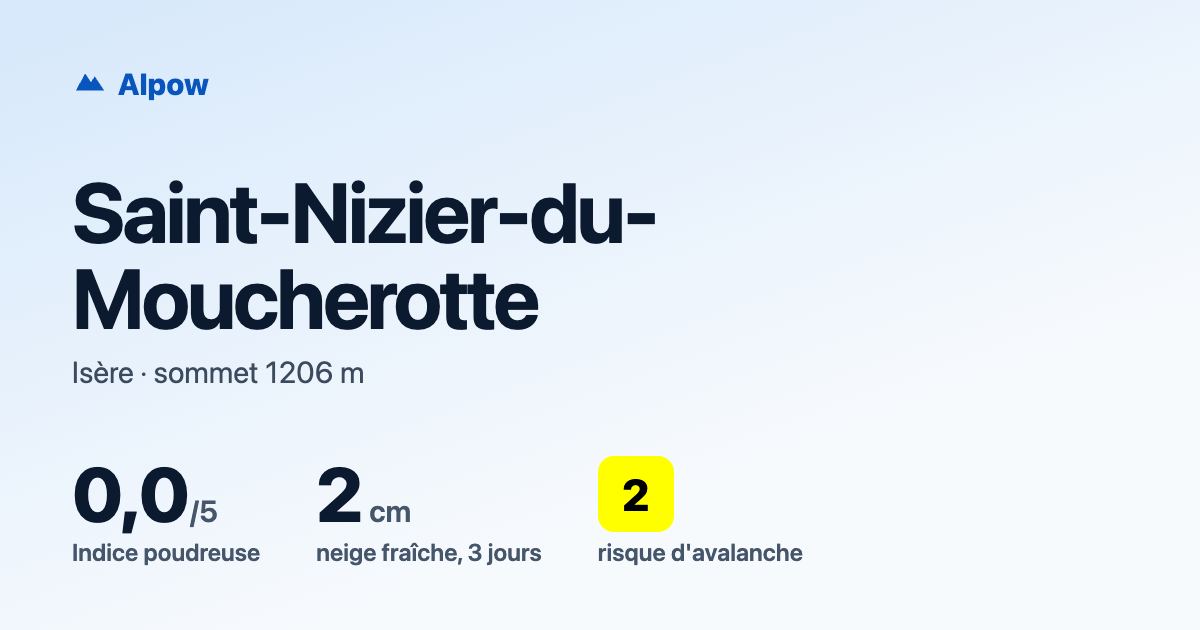 Alpow
Saint-Nizier-du-
Moucherotte
Isère · sommet 1206 m
0,0/5
2 cm
2
Indice poudreuse
neige fraîche, 3 jours
risque d'avalanche